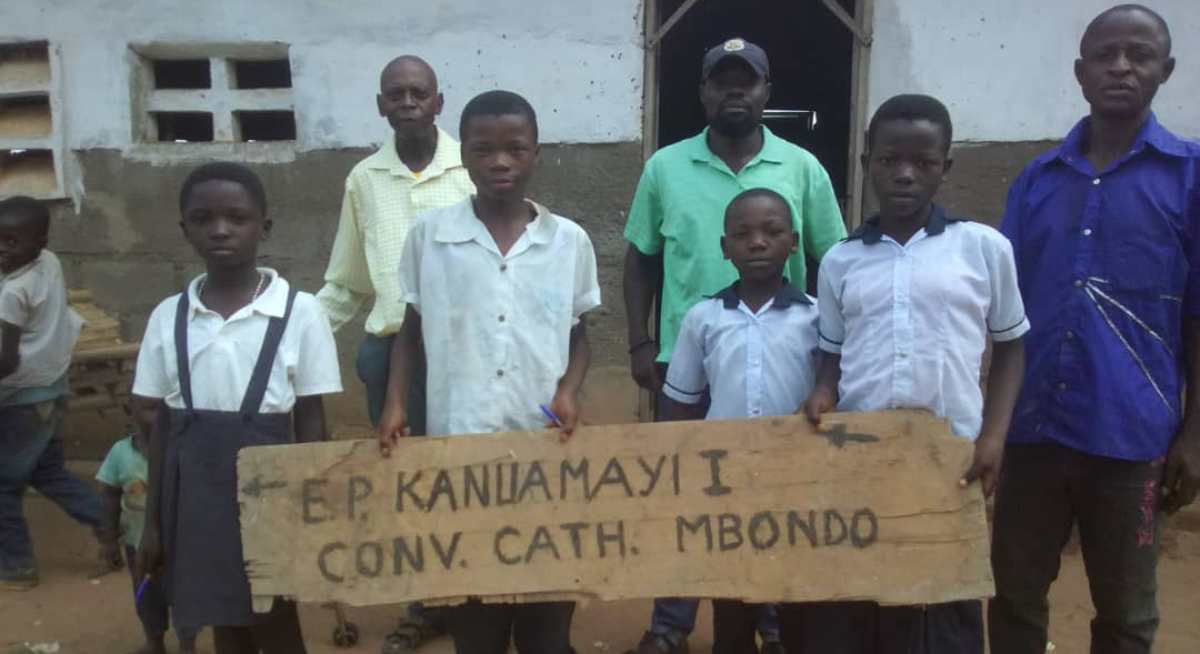 E.P. KANUAMAYI I
CONV. CATH. MBONDO